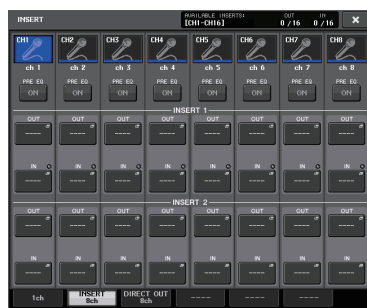 INSERT
AVAILABLE INSERTS: OUT IN
[CH1-CH16] 0 /16 0 /16 ×
CH1 CH2 CH3 CH4 CH5 CH6 CH7 CH8
ch 1 ch 2 ch 3 ch 4 ch 5 ch 6 ch 7 ch 8
PRE EQ PRE EQ PRE EQ PRE EQ PRE EQ PRE EQ PRE EQ PRE EQ
ON ON ON ON ON ON ON ON
INSERT 1
OUT OUT OUT OUT OUT OUT OUT OUT
---- ---- ---- ---- ---- ---- ---- ----
IN IN IN IN IN IN IN IN
---- ---- ---- ---- ---- ---- ---- ----
INSERT 2
OUT OUT OUT OUT OUT OUT OUT OUT
---- ---- ---- ---- ---- ---- ---- ----
IN IN IN IN IN IN IN IN
---- ---- ---- ---- ---- ---- ---- ----
1ch INSERT 8ch DIRECT OUT 8ch ---- ---- ----